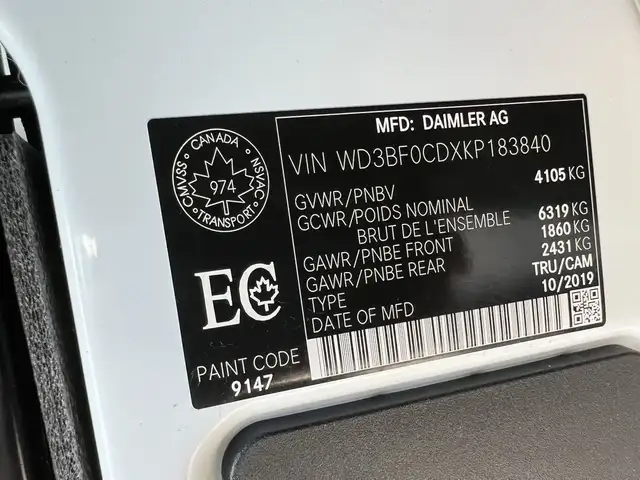 MFD: DAIMLER AG
CANADA
CMVSS
NSVAC
974
TRANSPORT
VIN WD3BF0CDXKP183840
GVWR/PNBV 4105 KG
GCWR/POIDS NOMINAL
BRUT DE L'ENSEMBLE 6319 KG
GAWR/PNBE FRONT 1860 KG
GAWR/PNBE REAR 2431 KG
TYPE TRU/CAM
DATE OF MFD 10/2019
EC
PAINT CODE
9147